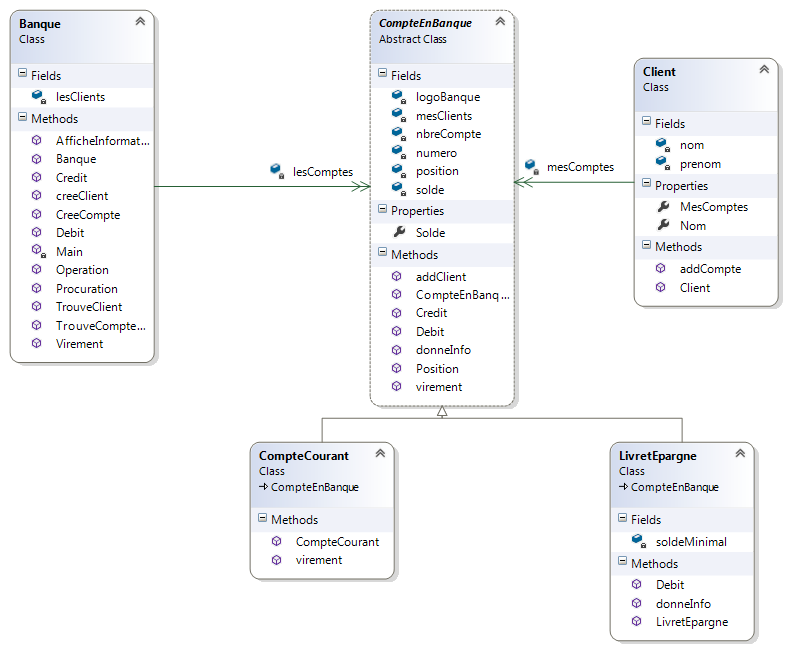 Banque
Class
Fields
lesClients
Methods
AfficheInformat...
Banque
Credit
creeClient
CreeCompte
Debit
Main
Operation
Procuration
TrouveClient
TrouveCompte...
Virement
lesComptes
CompteEnBanque
Abstract Class
Fields
logoBanque
mesClients
nbreCompte
numero
position
solde
Properties
Solde
Methods
addClient
CompteEnBanq...
Credit
Debit
donneInfo
Position
virement
mesComptes
Client
Class
Fields
nom
prenom
Properties
MesComptes
Nom
Methods
addCompte
Client
CompteCourant
Class
CompteEnBanque
Methods
CompteCourant
virement
LivretEpargne
Class
CompteEnBanque
Fields
soldeMinimal
Methods
Debit
donneInfo
LivretEpargne